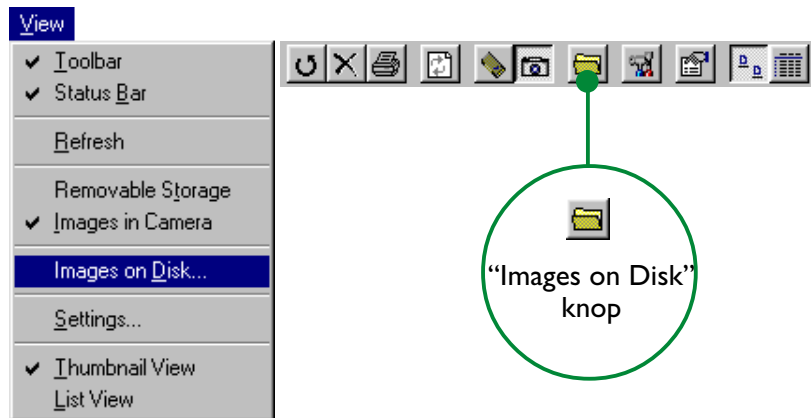 View
Toolbar
Status Bar
Refresh
Removable Storage
Images in Camera
Images on Disk...
Settings...
Thumbnail View
List View
“Images on Disk”
knop